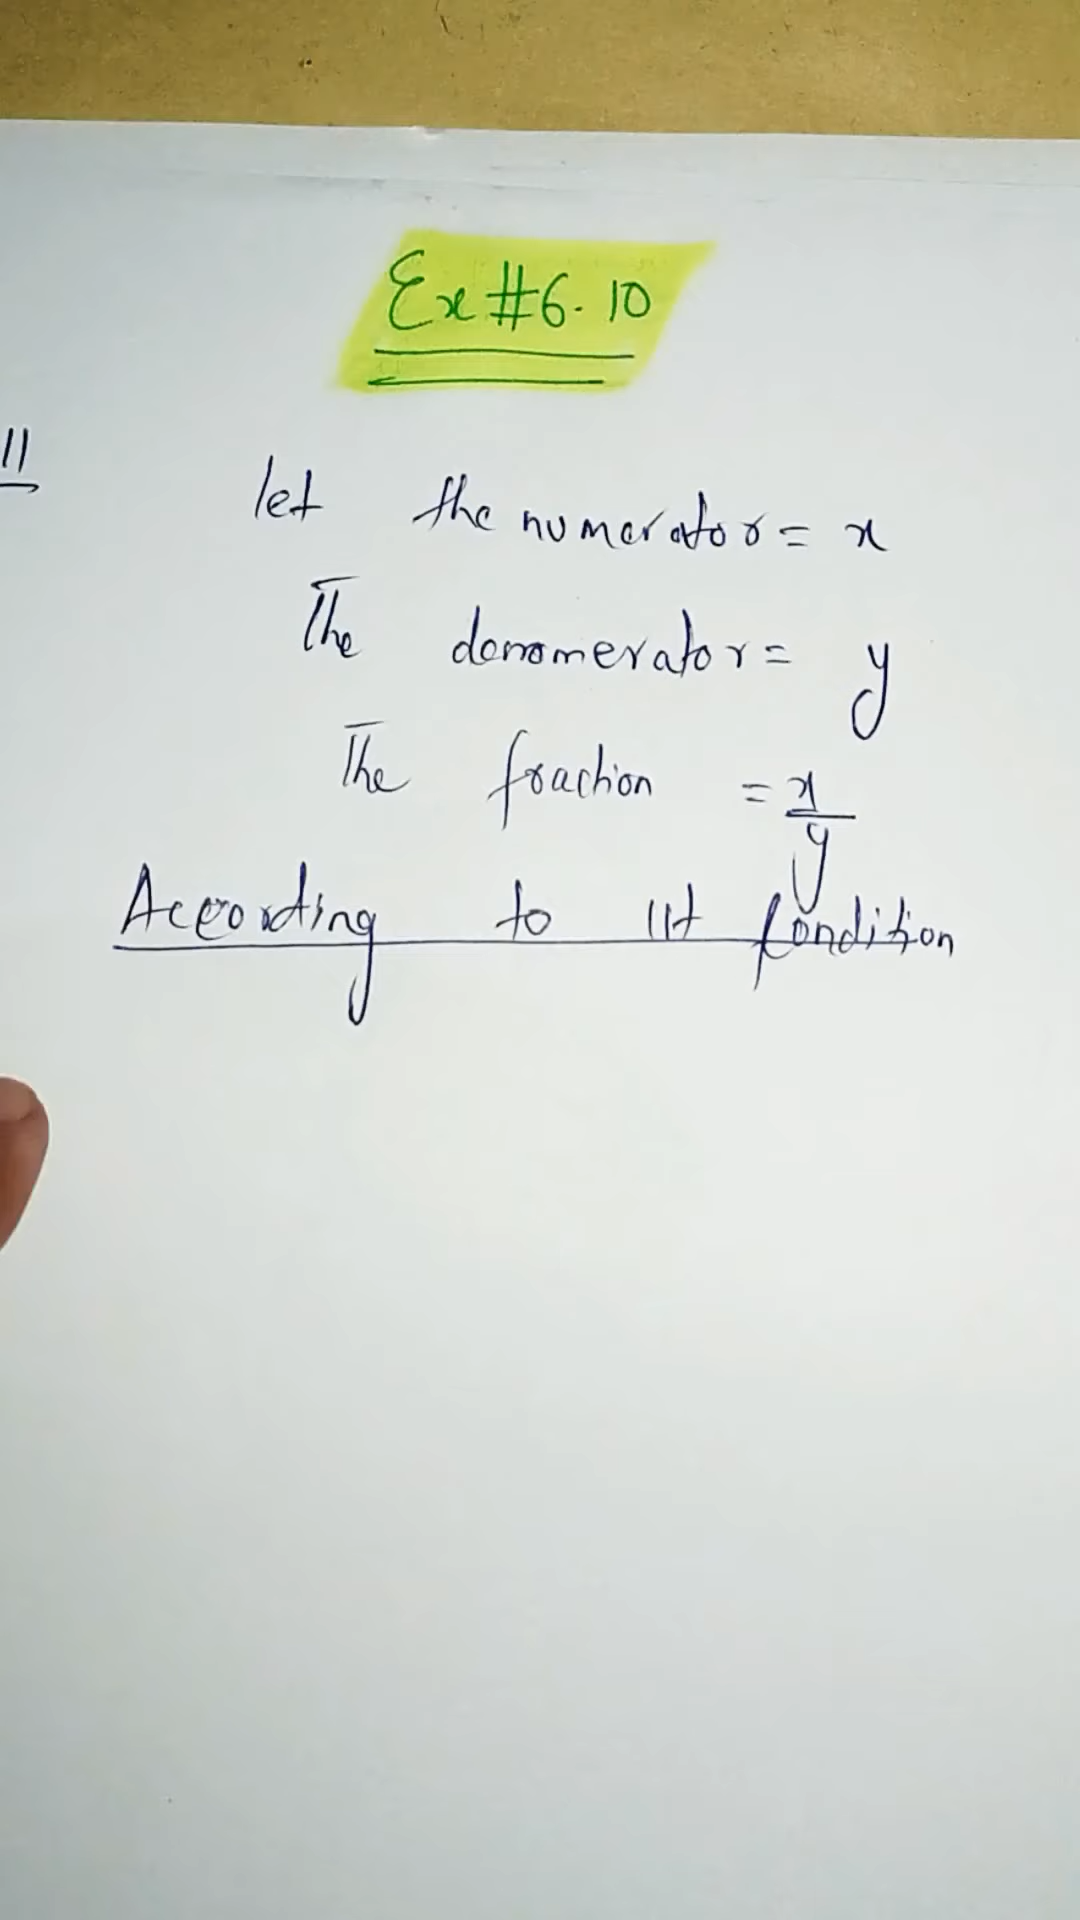 Ex #6.10
11
let the numerator = x
The denomerator = y
The fraction = x/y
According to 1st Condition